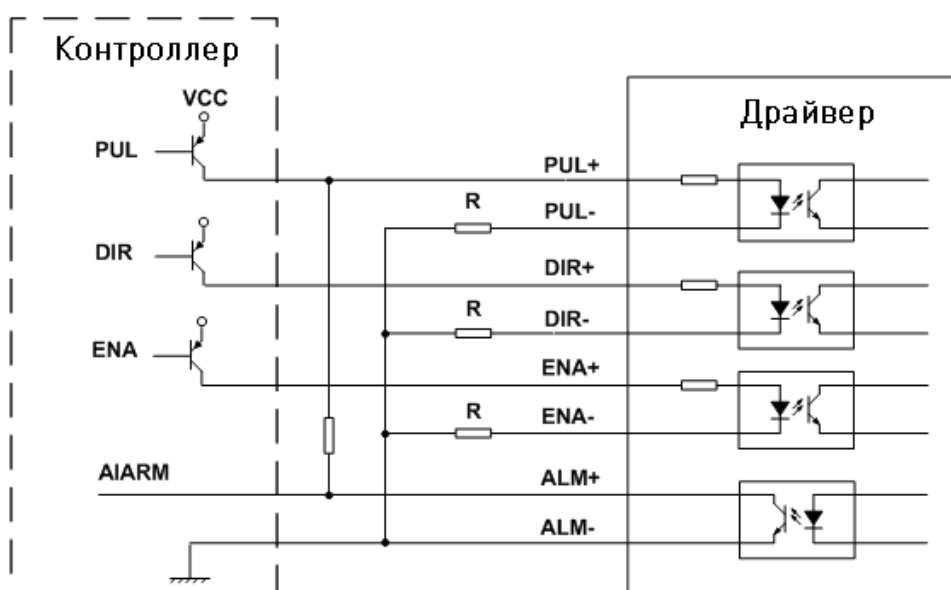 Контроллер
Драйвер
VCC
PUL
PUL+
R
PUL-
DIR
DIR+
R
DIR-
ENA
ENA+
R
ENA-
AIARM
ALM+
ALM-